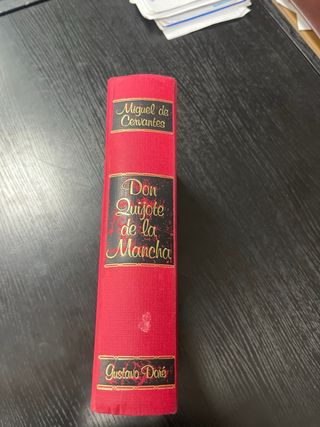 Miguel de
Cervantes
Don
Quijote
de la
Mancha
Gustavo Doré